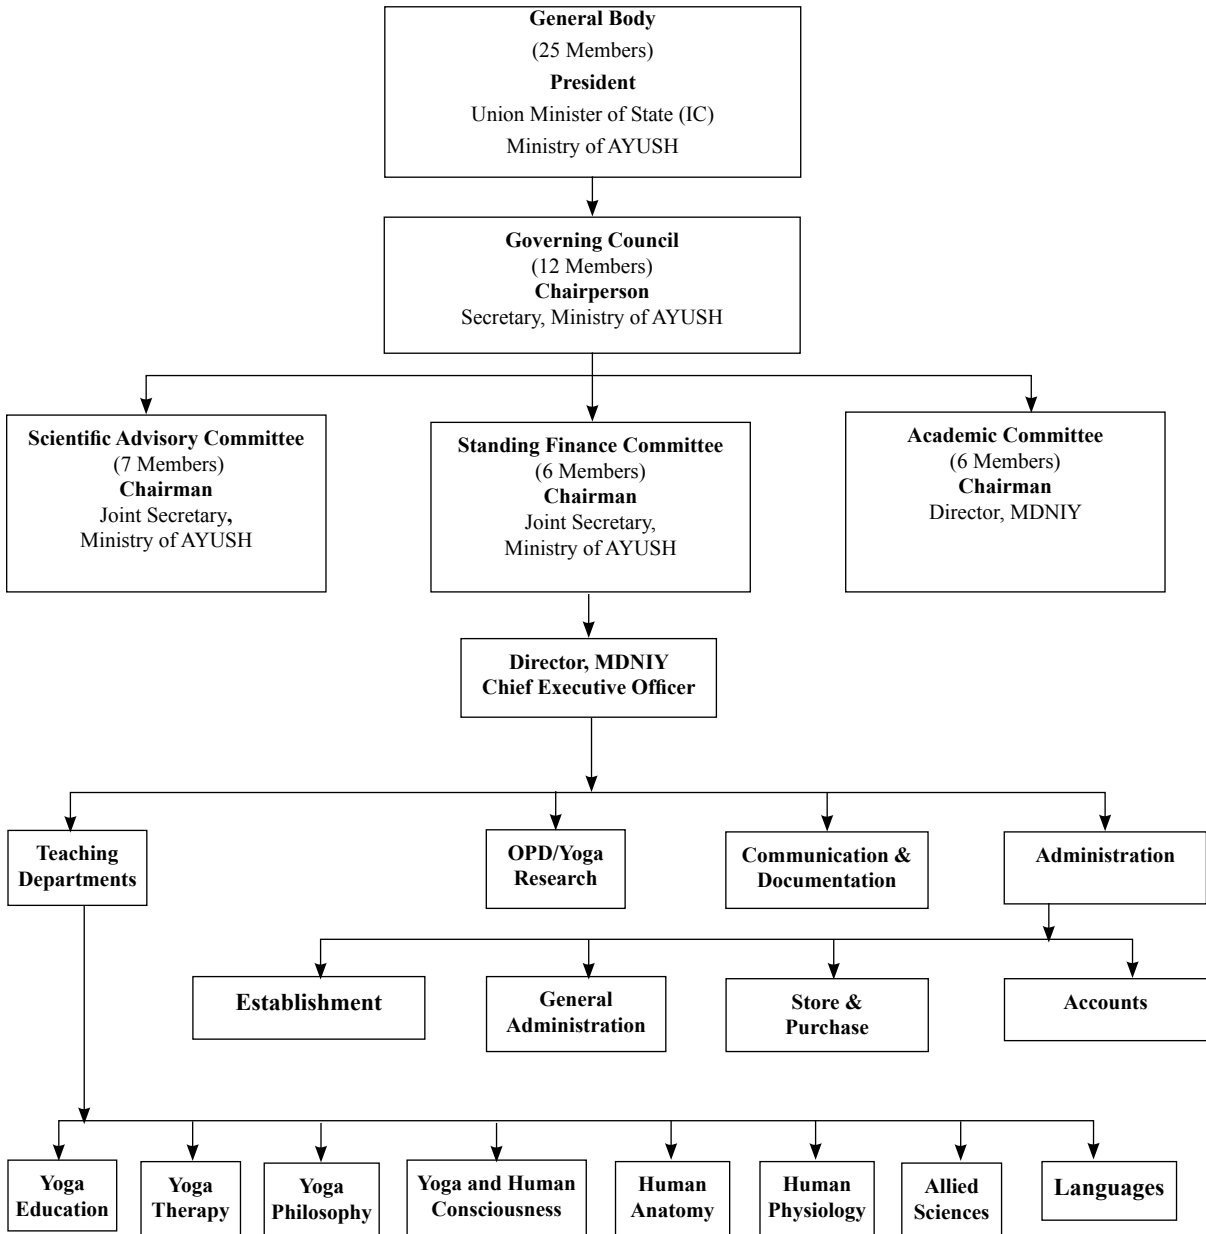 General Body
(25 Members)
President
Union Minister of State (IC)
Ministry of AYUSH
Governing Council
(12 Members)
Chairperson
Secretary, Ministry of AYUSH
Scientific Advisory Committee
(7 Members)
Chairman
Joint Secretary,
Ministry of AYUSH
Standing Finance Committee
(6 Members)
Chairman
Joint Secretary,
Ministry of AYUSH
Academic Committee
(6 Members)
Chairman
Director, MDNIY
Director, MDNIY
Chief Executive Officer
Teaching
Departments
OPD/Yoga
Research
Communication &
Documentation
Administration
Establishment
General
Administration
Store &
Purchase
Accounts
Yoga
Education
Yoga
Therapy
Yoga
Philosophy
Yoga and Human
Consciousness
Human
Anatomy
Human
Physiology
Allied
Sciences
Languages